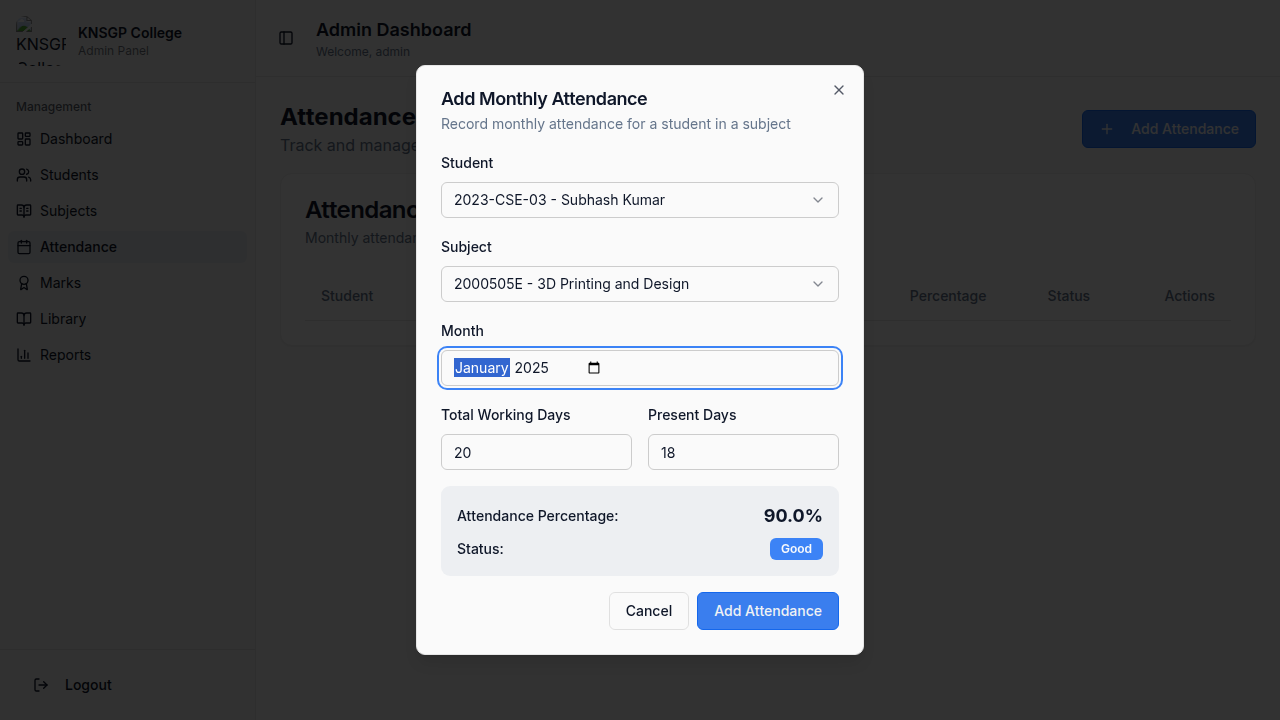 KNSGP College
Admin Panel
KNSGP
Management
Dashboard
Students
Subjects
Attendance
Marks
Library
Reports
Logout
Admin Dashboard
Welcome, admin
Attendance
Track and manage
Add Attendance
Attendanc
Monthly attendan
Student
Percentage
Status
Actions
Add Monthly Attendance
Record monthly attendance for a student in a subject
Student
2023-CSE-03 - Subhash Kumar
Subject
2000505E - 3D Printing and Design
Month
January 2025
Total Working Days
Present Days
20
18
Attendance Percentage:
90.0%
Status:
Good
Cancel
Add Attendance